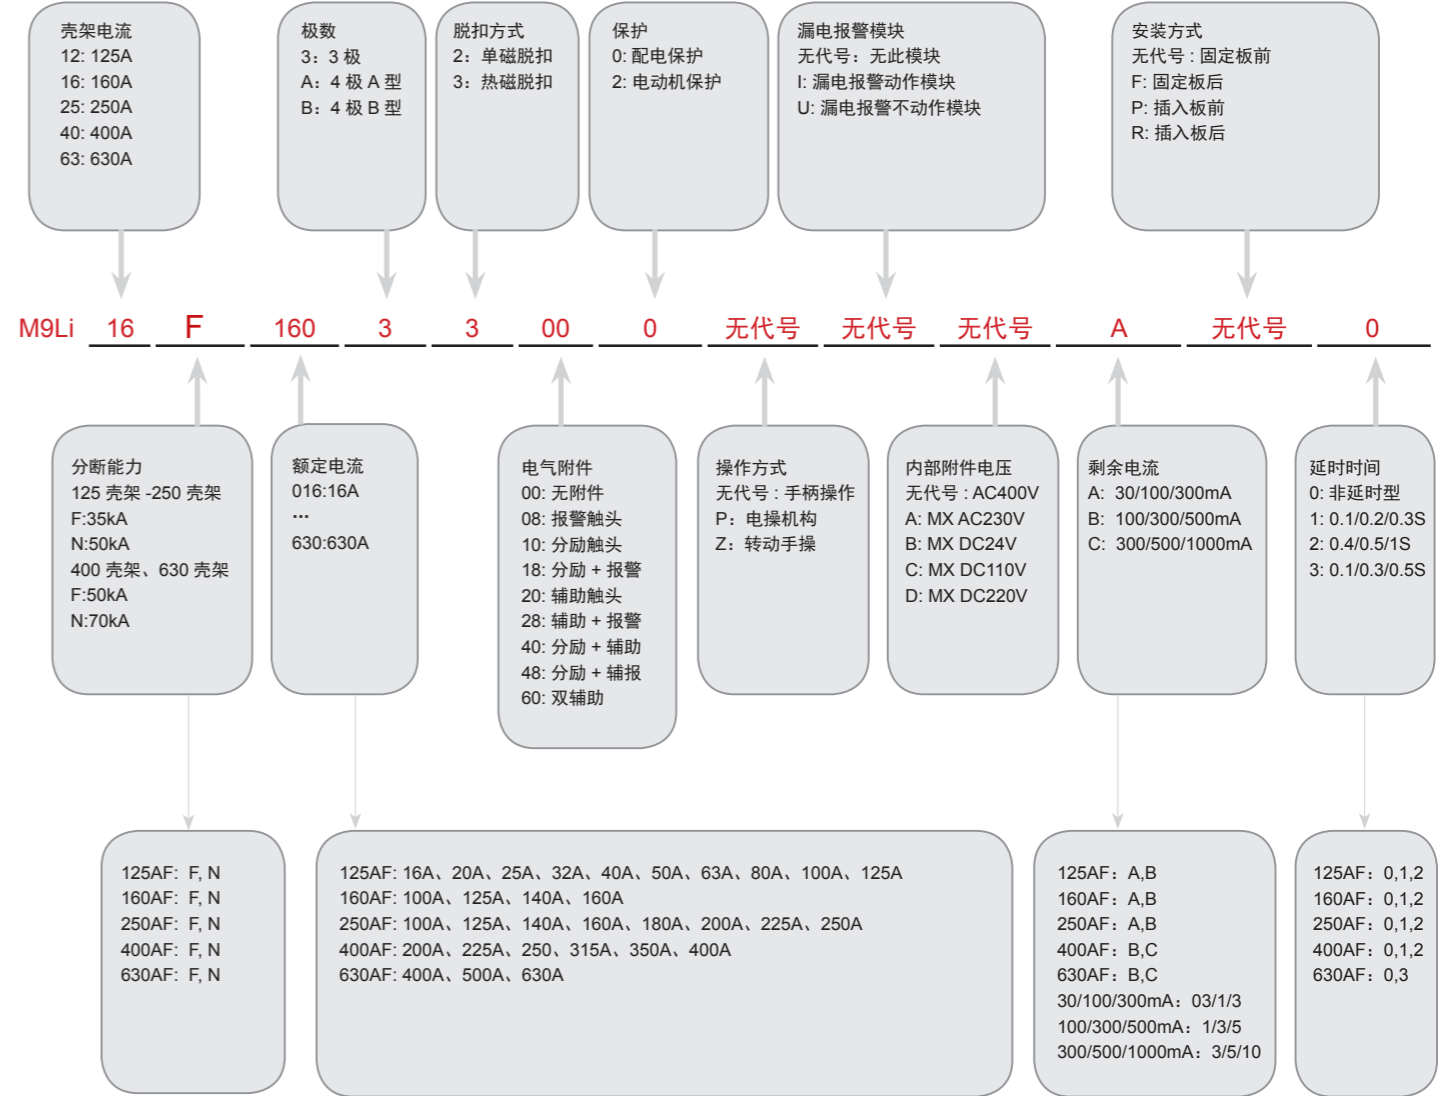 壳架电流
12: 125A
16: 160A
25: 250A
40: 400A
63: 630A
极数
3：3 极
A：4 极 A 型
B：4 极 B 型
脱扣方式
2：单磁脱扣
3：热磁脱扣
保护
0: 配电保护
2: 电动机保护
漏电报警模块
无代号：无此模块
I: 漏电报警动作模块
U: 漏电报警不动作模块
安装方式
无代号 : 固定板前
F: 固定板后
P: 插入板前
R: 插入板后
M9Li 16 F 160 3 3 00 0 无代号 无代号 无代号 A 无代号 0
分断能力
125 壳架 -250 壳架
F:35kA
N:50kA
400 壳架、630 壳架
F:50kA
N:70kA
额定电流
016:16A
...
630:630A
电气附件
00: 无附件
08: 报警触头
10: 分励触头
18: 分励 + 报警
20: 辅助触头
28: 辅助 + 报警
40: 分励 + 辅助
48: 分励 + 辅报
60: 双辅助
操作方式
无代号 : 手柄操作
P：电操机构
Z：转动手操
内部附件电压
无代号 : AC400V
A: MX AC230V
B: MX DC24V
C: MX DC110V
D: MX DC220V
剩余电流
A: 30/100/300mA
B: 100/300/500mA
C: 300/500/1000mA
延时时间
0: 非延时型
1: 0.1/0.2/0.3S
2: 0.4/0.5/1S
3: 0.1/0.3/0.5S
125AF: F, N
160AF: F, N
250AF: F, N
400AF: F, N
630AF: F, N
125AF: 16A、20A、25A、32A、40A、50A、63A、80A、100A、125A
160AF: 100A、125A、140A、160A
250AF: 100A、125A、140A、160A、180A、200A、225A、250A
400AF: 200A、225A、250、315A、350A、400A
630AF: 400A、500A、630A
125AF：A,B
160AF：A,B
250AF：A,B
400AF：B,C
630AF：B,C
30/100/300mA：03/1/3
100/300/500mA：1/3/5
300/500/1000mA：3/5/10
125AF：0,1,2
160AF：0,1,2
250AF：0,1,2
400AF：0,1,2
630AF：0,3